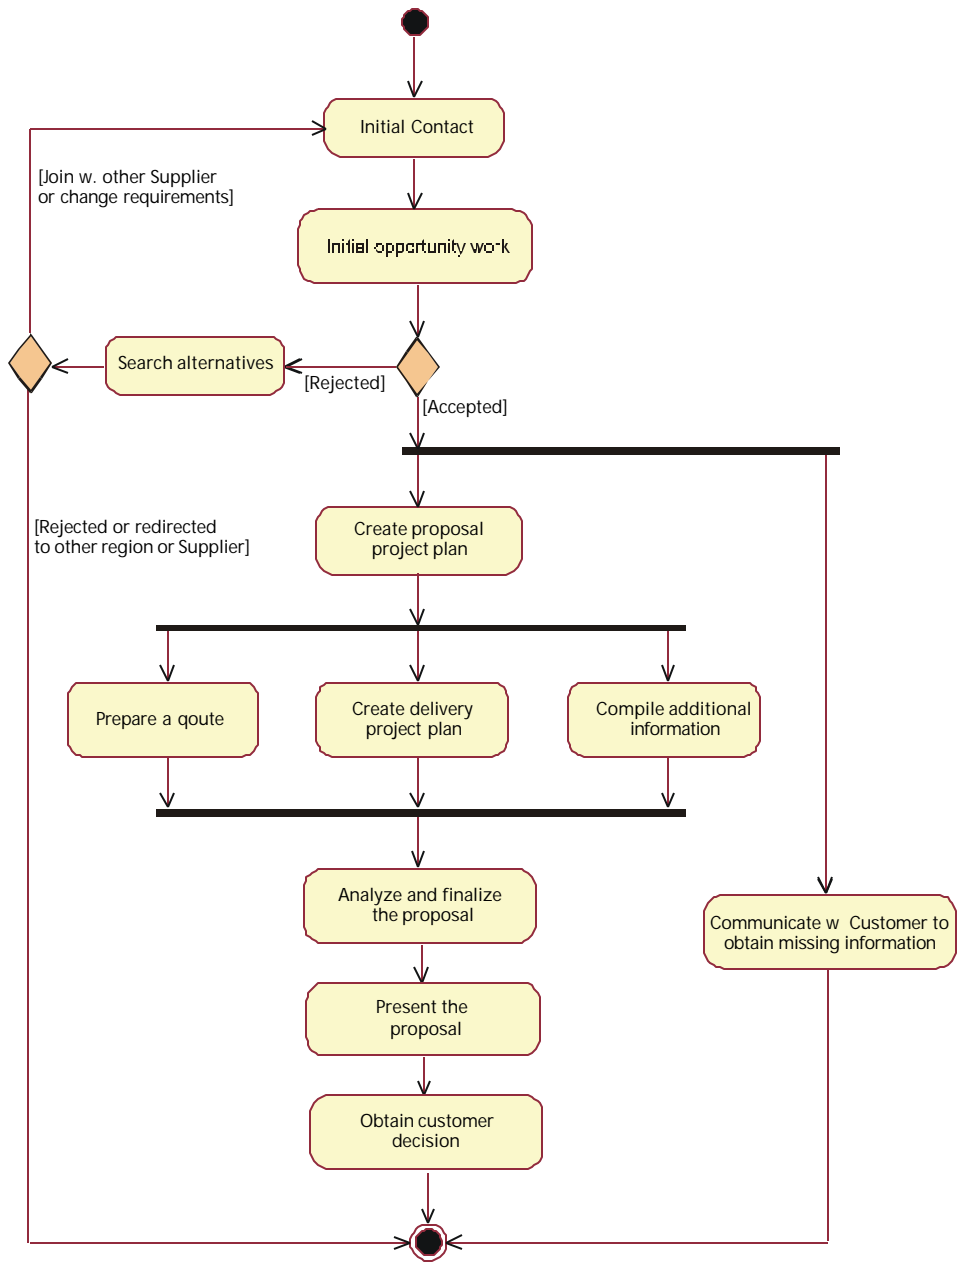 Initial Contact
[Join w. other Supplier
or change requirements]
Initial opportunity work
Search alternatives
[Rejected]
[Accepted]
Create proposal
project plan
[Rejected or redirected
to other region or Supplier]
Prepare a qoute
Create delivery
project plan
Compile additional
information
Analyze and finalize
the proposal
Communicate w  Customer to
obtain missing information
Present the
proposal
Obtain customer
decision